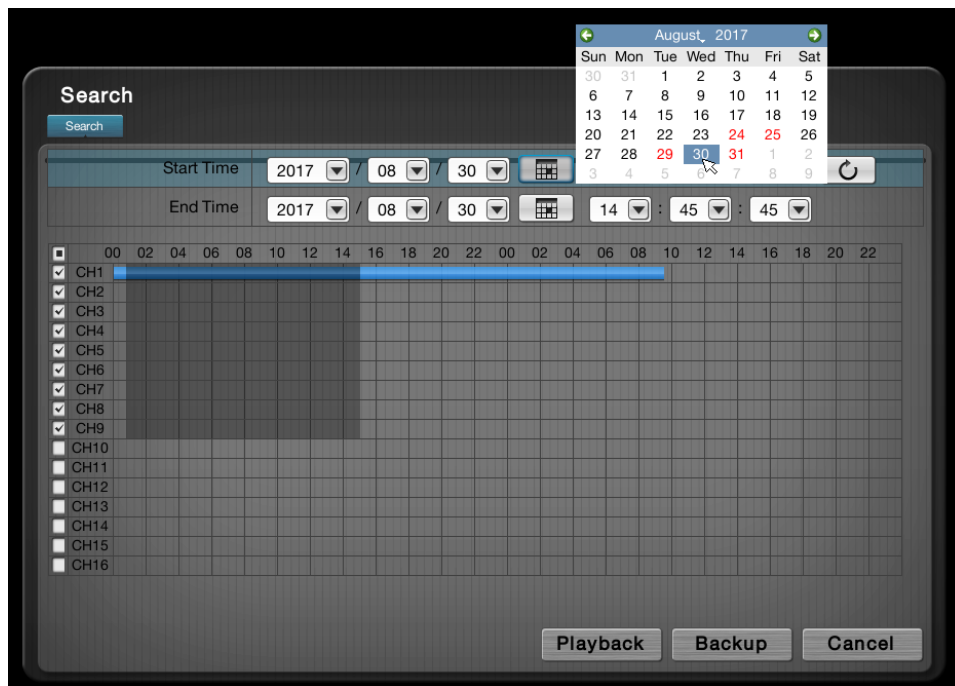 August 2017
Sun Mon Tue Wed Thu Fri Sat
30 31 1 2 3 4 5
6 7 8 9 10 11 12
13 14 15 16 17 18 19
20 21 22 23 24 25 26
27 28 29 30 31 1 2
3 4 5 6 7 8 9
Search
Search
Start Time 2017 / 08 / 30
End Time 2017 / 08 / 30 14 : 45 : 45
00 02 04 06 08 10 12 14 16 18 20 22 00 02 04 06 08 10 12 14 16 18 20 22
CH1
CH2
CH3
CH4
CH5
CH6
CH7
CH8
CH9
CH10
CH11
CH12
CH13
CH14
CH15
CH16
Playback Backup Cancel